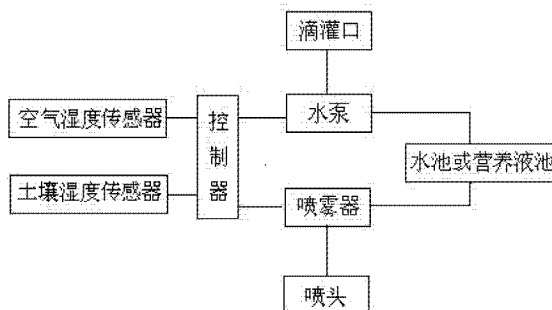 滴灌口
空气湿度传感器
控制器
水泵
水池或营养液池
土壤湿度传感器
喷雾器
喷头